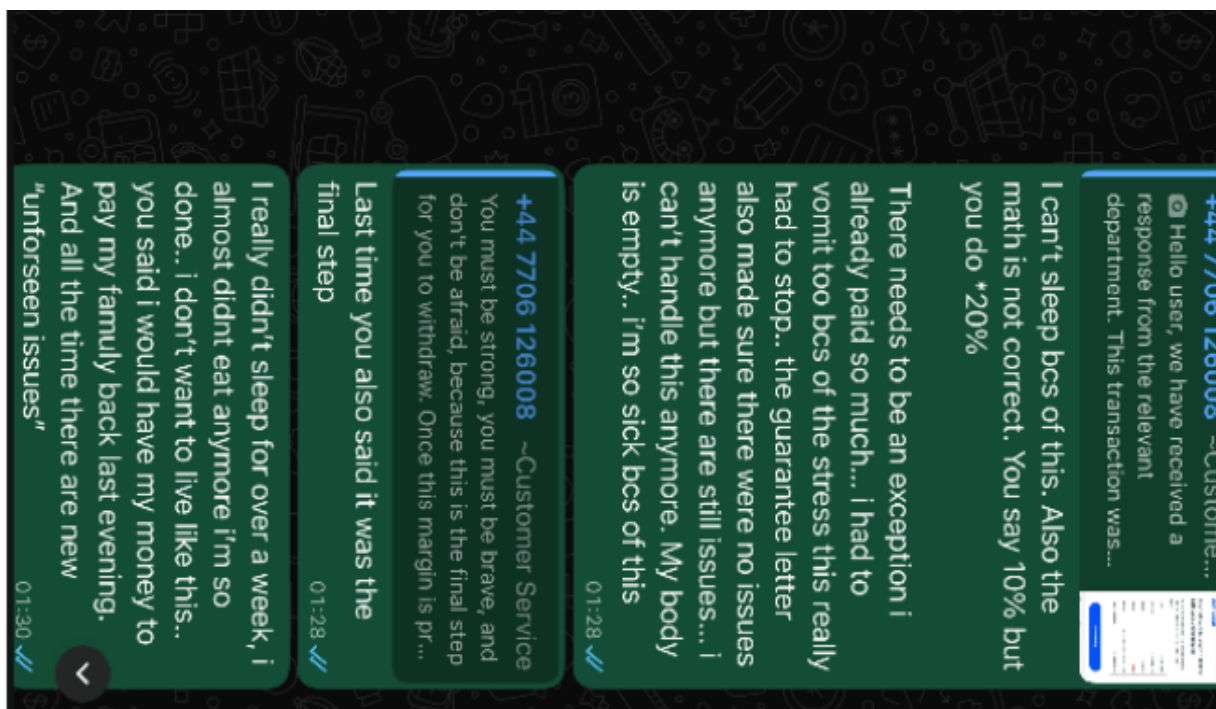 +44 7706 126008 ~Custome...
Hello user, we have received a
response from the relevant
department. This transaction was....
I can't sleep bcs of this. Also the
math is not correct. You say 10% but
you do *20%
There needs to be an exception i
already paid so much... i had to
vomit too bcs of the stress this really
had to stop.. the guarantee letter
also made sure there were no issues
anymore but there are still issues... i
can't handle this anymore. My body
is empty.. i'm so sick bcs of this
01:28
+44 7706 126008 ~Customer Service
You must be strong, you must be brave, and
don't be afraid, because this is the final step
for you to withdraw. Once this margin is pr...
Last time you also said it was the
final step
01:28
I really didn't sleep for over a week, i
almost didnt eat anymore i'm so
done.. i don't want to live like this..
you said i would have my money to
pay my famuly back last evening.
And all the time there are new
"unforseen issues"
01:30